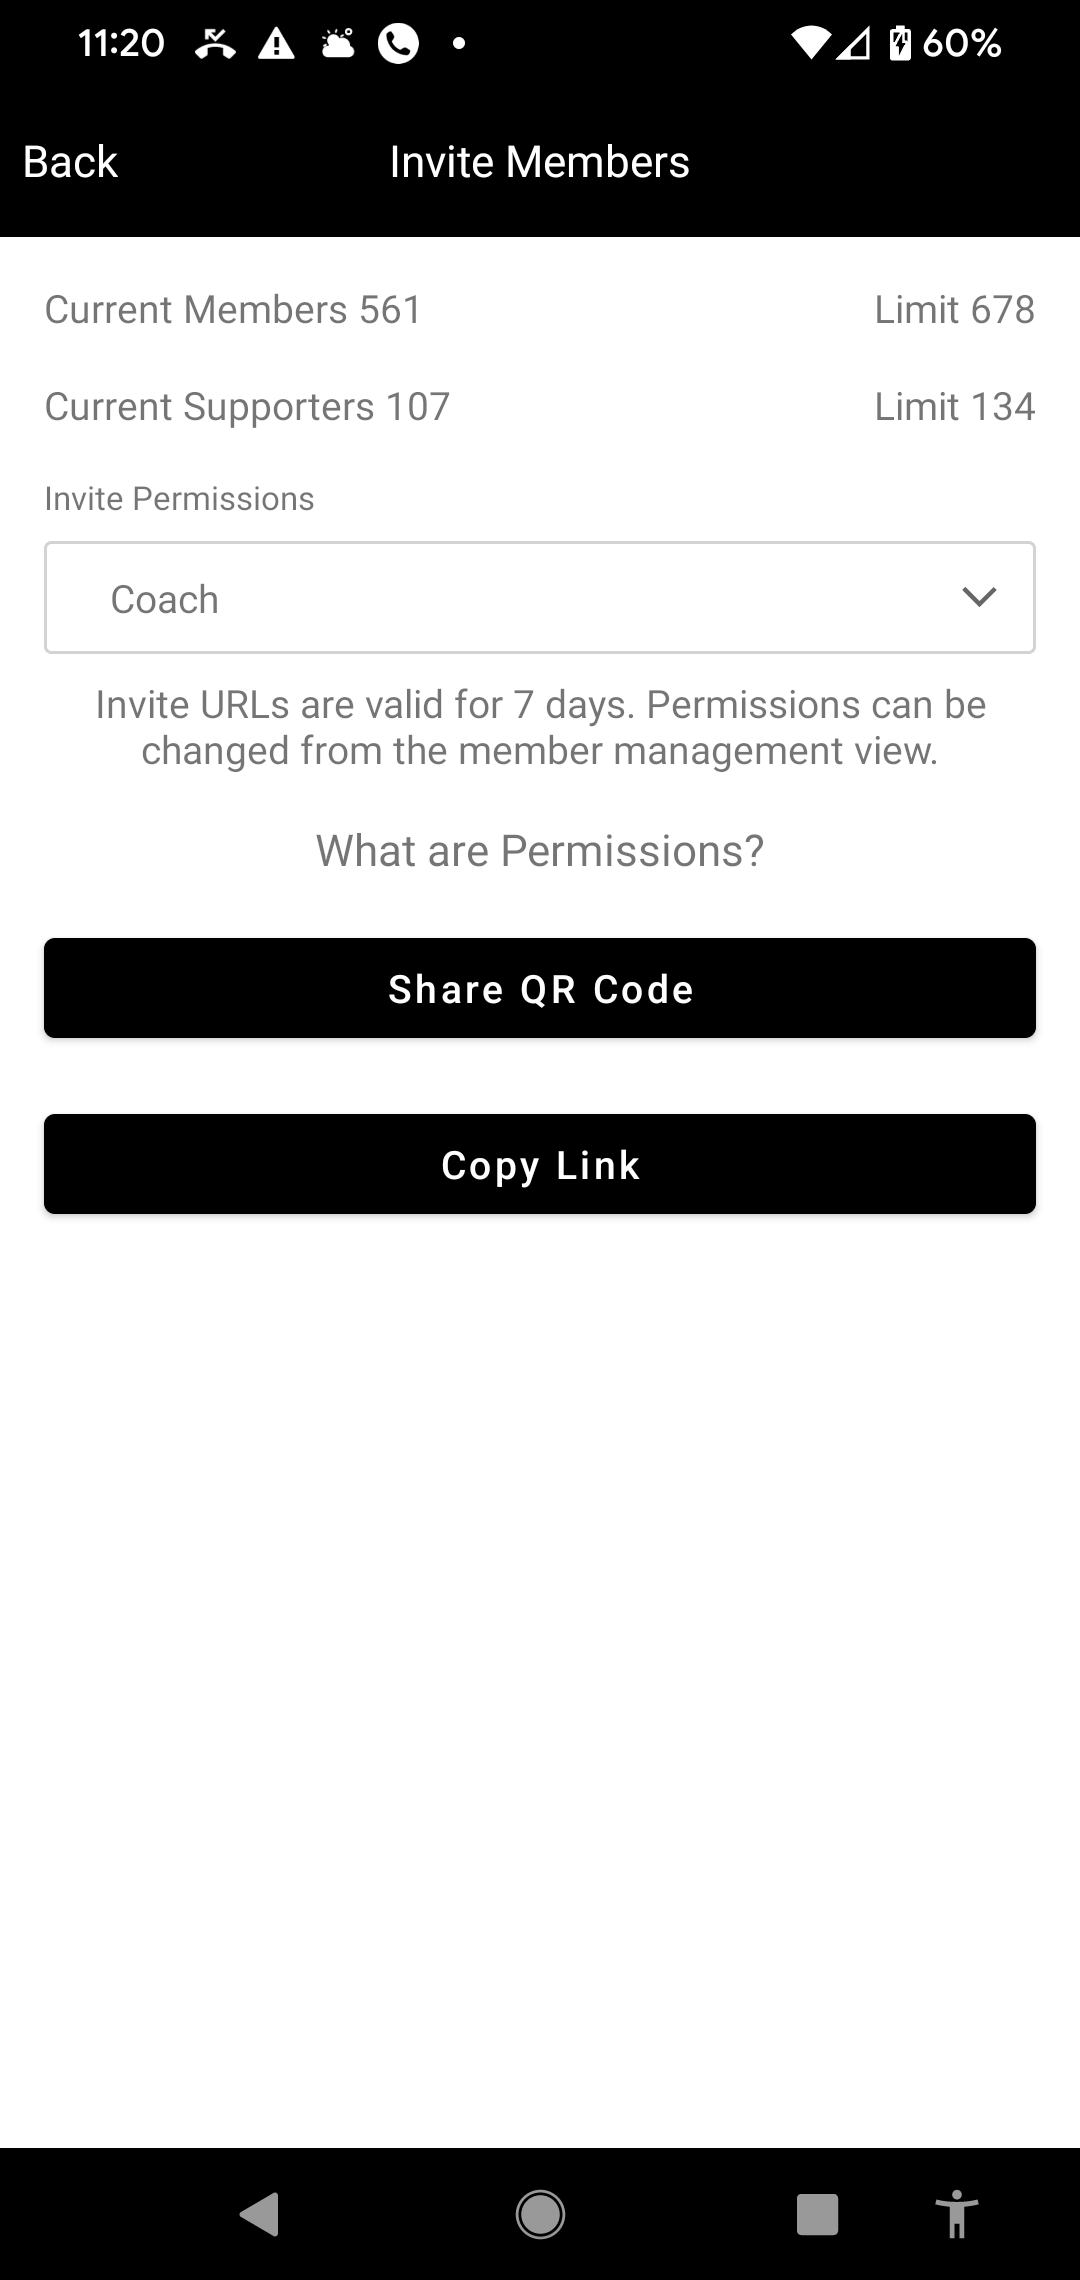 11:20 60%
Back Invite Members
Current Members 561 Limit 678
Current Supporters 107 Limit 134
Invite Permissions
Coach
Invite URLs are valid for 7 days. Permissions can be
changed from the member management view.
What are Permissions?
Share QR Code
Copy Link